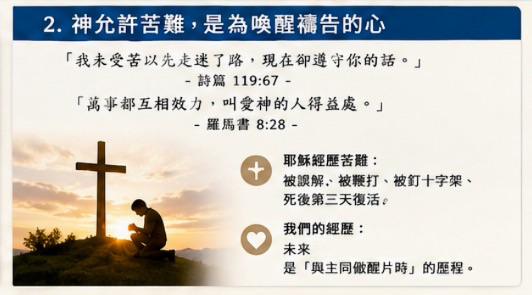 2. 神允許苦難，是為喚醒禱告的心
「我未受苦以先走迷了路，現在卻遵守你的話。」
- 詩篇 119:67 -
「萬事都互相效力，叫愛神的人得益處。」
- 羅馬書 8:28 -
耶穌經歷苦難：
被誤解、被鞭打、被釘十字架、
死後第三天復活。
我們的經歷：
未來
是「與主同儆醒片時」的歷程。